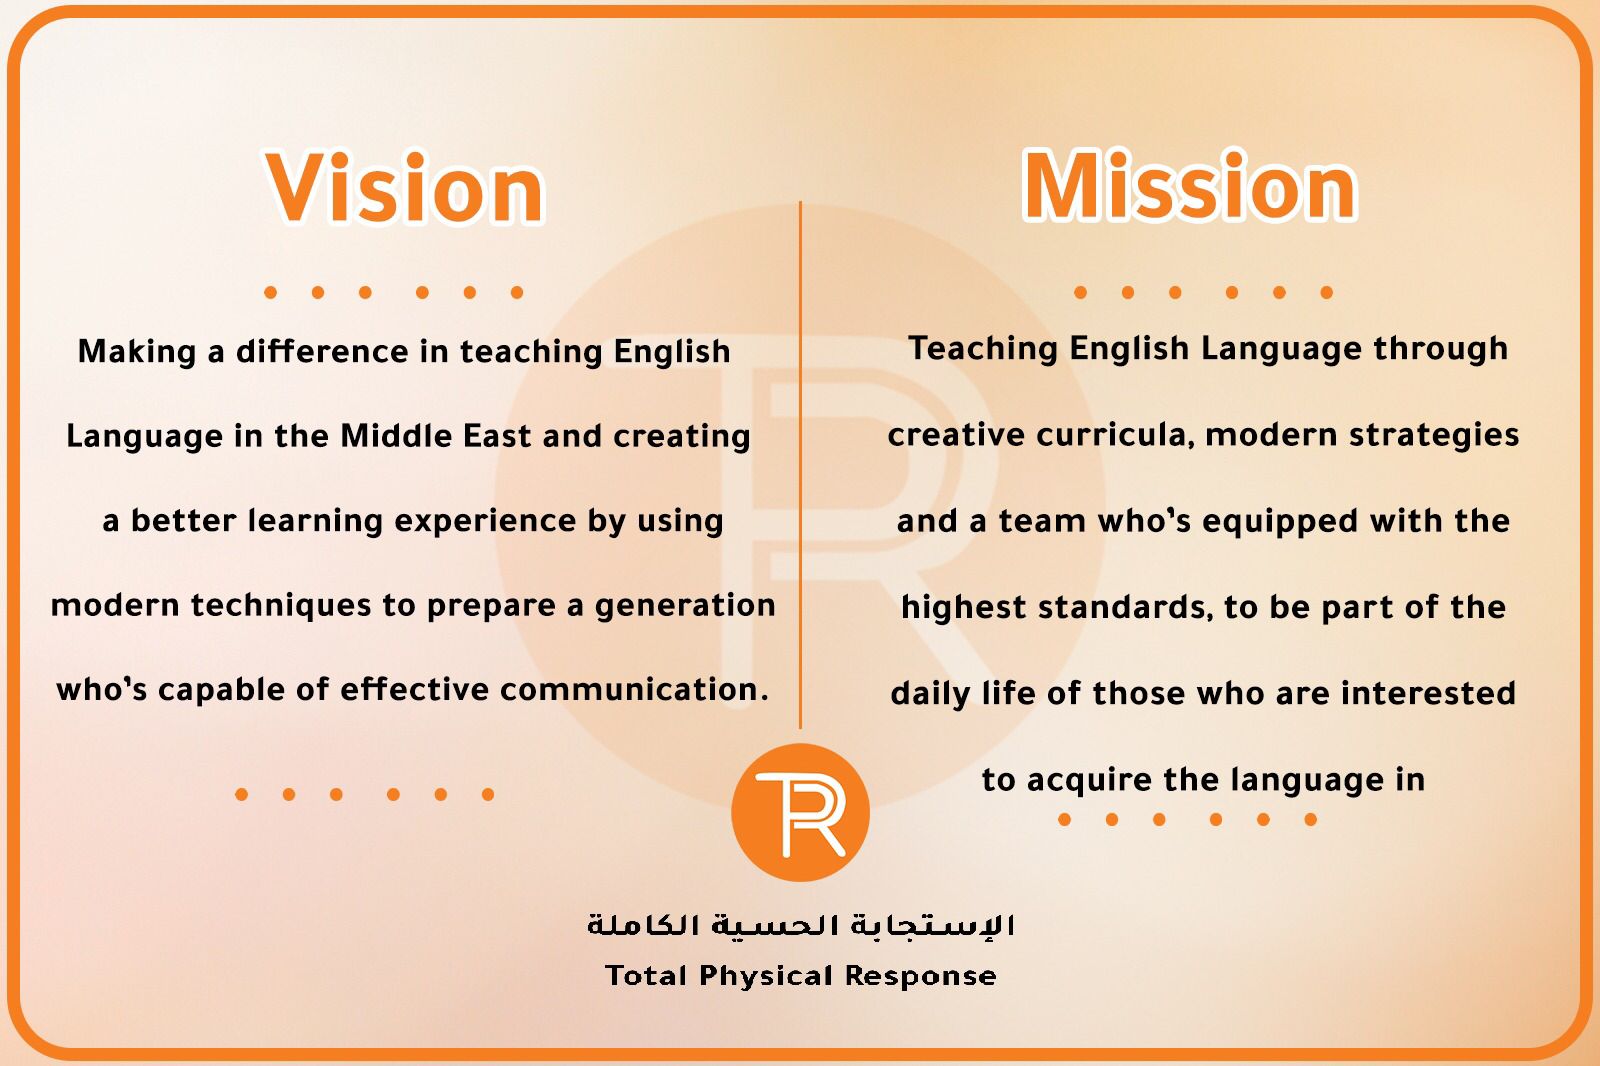 Vision
Making a difference in teaching English
Language in the Middle East and creating
a better learning experience by using
modern techniques to prepare a generation
who's capable of effective communication.
Mission
Teaching English Language through
creative curricula, modern strategies
and a team who's equipped with the
highest standards, to be part of the
daily life of those who are interested
to acquire the language in
TPR
الإستجابة الحسية الكاملة
Total Physical Response